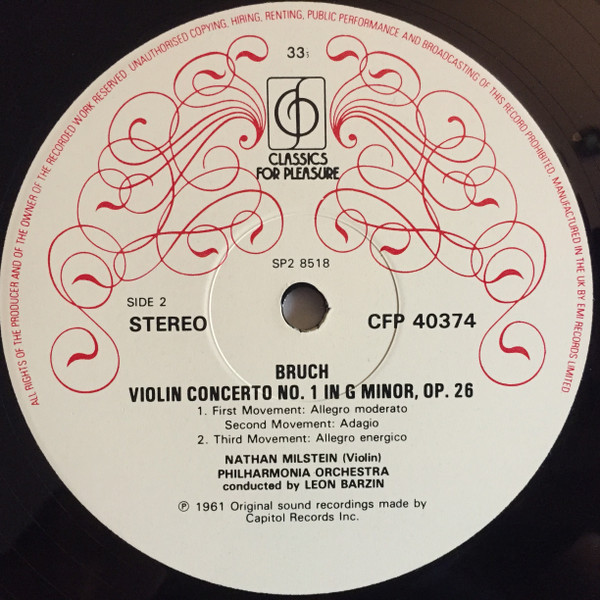 ALL RIGHTS OF THE PRODUCER AND OF THE OWNER OF THE RECORDED WORK RESERVED. UNAUTHORISED COPYING, HIRING, RENTING, PUBLIC PERFORMANCE AND BROADCASTING OF THIS RECORD PROHIBITED. MANUFACTURED IN THE UK BY EMI RECORDS LIMITED
33⅓
CLASSICS
FOR PLEASURE
SP2 8518
SIDE 2
STEREO
CFP 40374
BRUCH
VIOLIN CONCERTO NO. 1 IN G MINOR, OP. 26
1. First Movement: Allegro moderato
Second Movement: Adagio
2. Third Movement: Allegro energico
NATHAN MILSTEIN (Violin)
PHILHARMONIA ORCHESTRA
conducted by LEON BARZIN
℗ 1961 Original sound recordings made by
Capitol Records Inc.